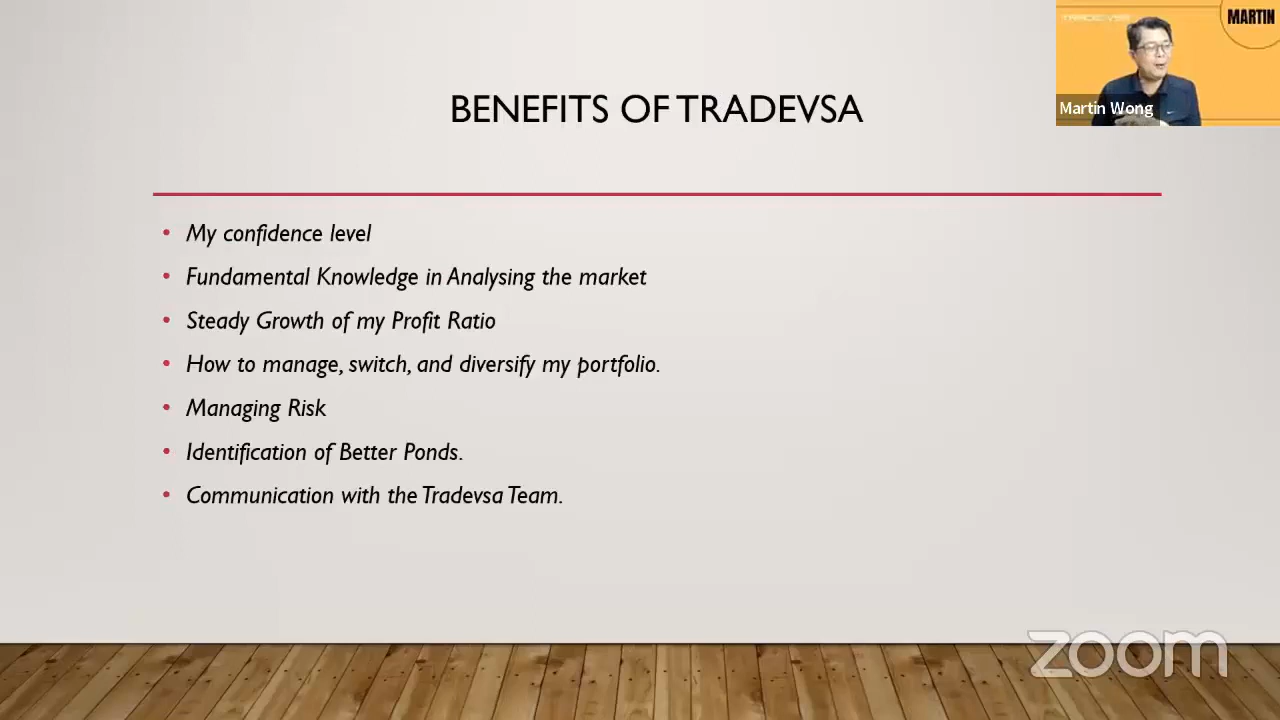 MARTIN
Martin Wong
BENEFITS OF TRADEVSA
• My confidence level
• Fundamental Knowledge in Analysing the market
• Steady Growth of my Profit Ratio
• How to manage, switch, and diversify my portfolio.
• Managing Risk
• Identification of Better Ponds.
• Communication with the Tradevsa Team.
zoom